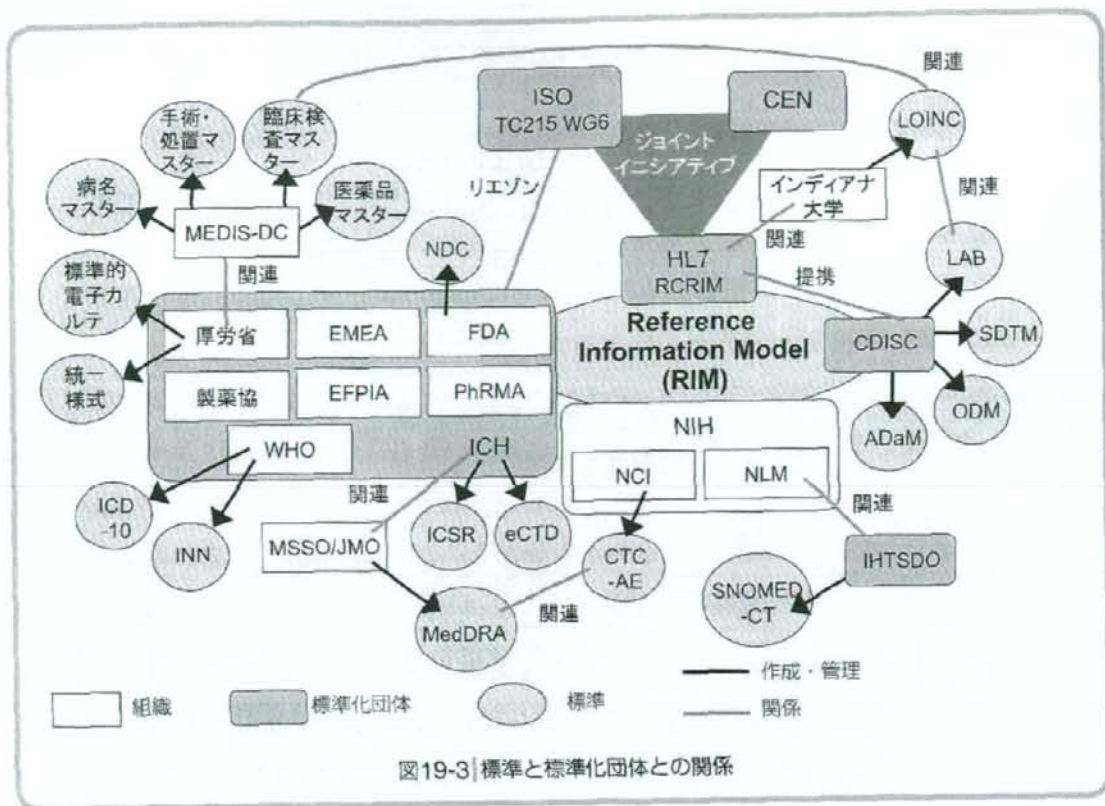 関連
ISO
TC215 WG6
CEN
手術・
処置マ
スター
臨床検
査マス
ター
LOINC
ジョイント
イニシアティブ
病名
マスター
リエゾン
医薬品
マスター
インディアナ
大学
関連
MEDIS-DC
NDC
関連
HL7
RCRIM
提携
LAB
標準的
電子カ
ルテ
関連
厚労省
EMEA
FDA
Reference
Information Model
(RIM)
CDISC
SDTM
統一
様式
製薬協
EFPIA
PhRMA
ODM
NIH
ADaM
WHO
ICH
NCI
NLM
関連
関連
ICD
-10
INN
MSSO/JMO
ICSR
eCTD
CTC
-AE
IHTSDO
SNOMED
-CT
関連
MedDRA
作成・管理
組織
標準化団体
標準
関係
図19-3|標準と標準化団体との関係